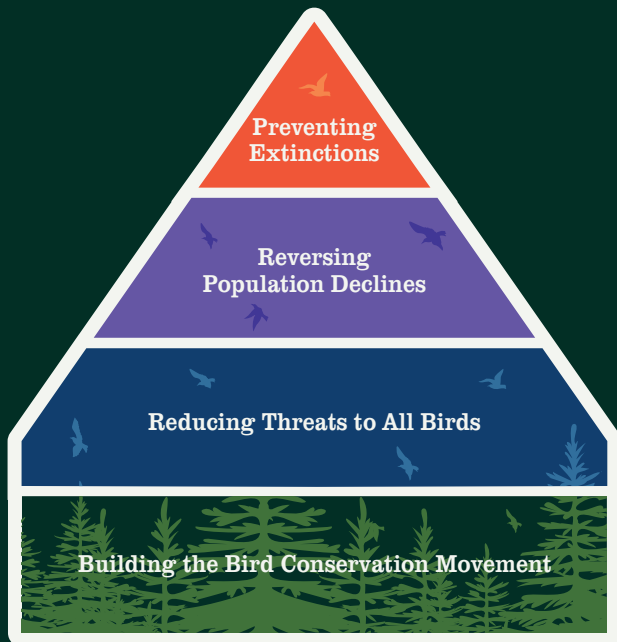 Preventing
Extinctions
Reversing
Population Declines
Reducing Threats to All Birds
Building the Bird Conservation Movement